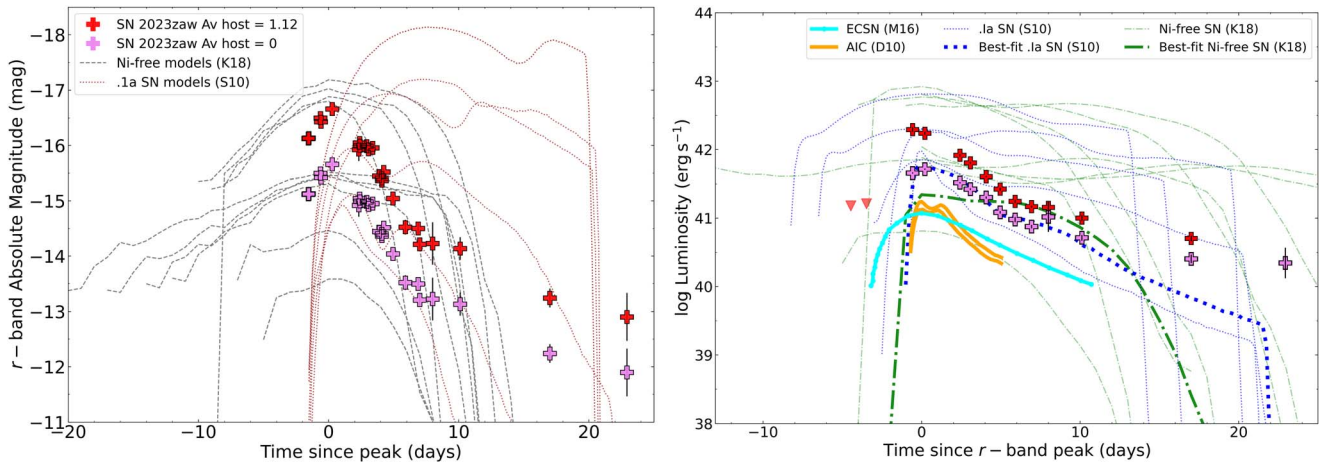 SN 2023zaw Av host = 1.12
SN 2023zaw Av host = 0
Ni-free models (K18)
.1a SN models (S10)
−18
−17
−16
−15
−14
−13
−12
−11
r−band Absolute Magnitude (mag)
−20
−10
0
10
20
Time since peak (days)
ECSN (M16)
AIC (D10)
.Ia SN (S10)
Best-fit .Ia SN (S10)
Ni-free SN (K18)
Best-fit Ni-free SN (K18)
44
43
42
41
40
39
38
log Luminosity (erg s⁻¹)
−10
0
10
20
Time since r−band peak (days)